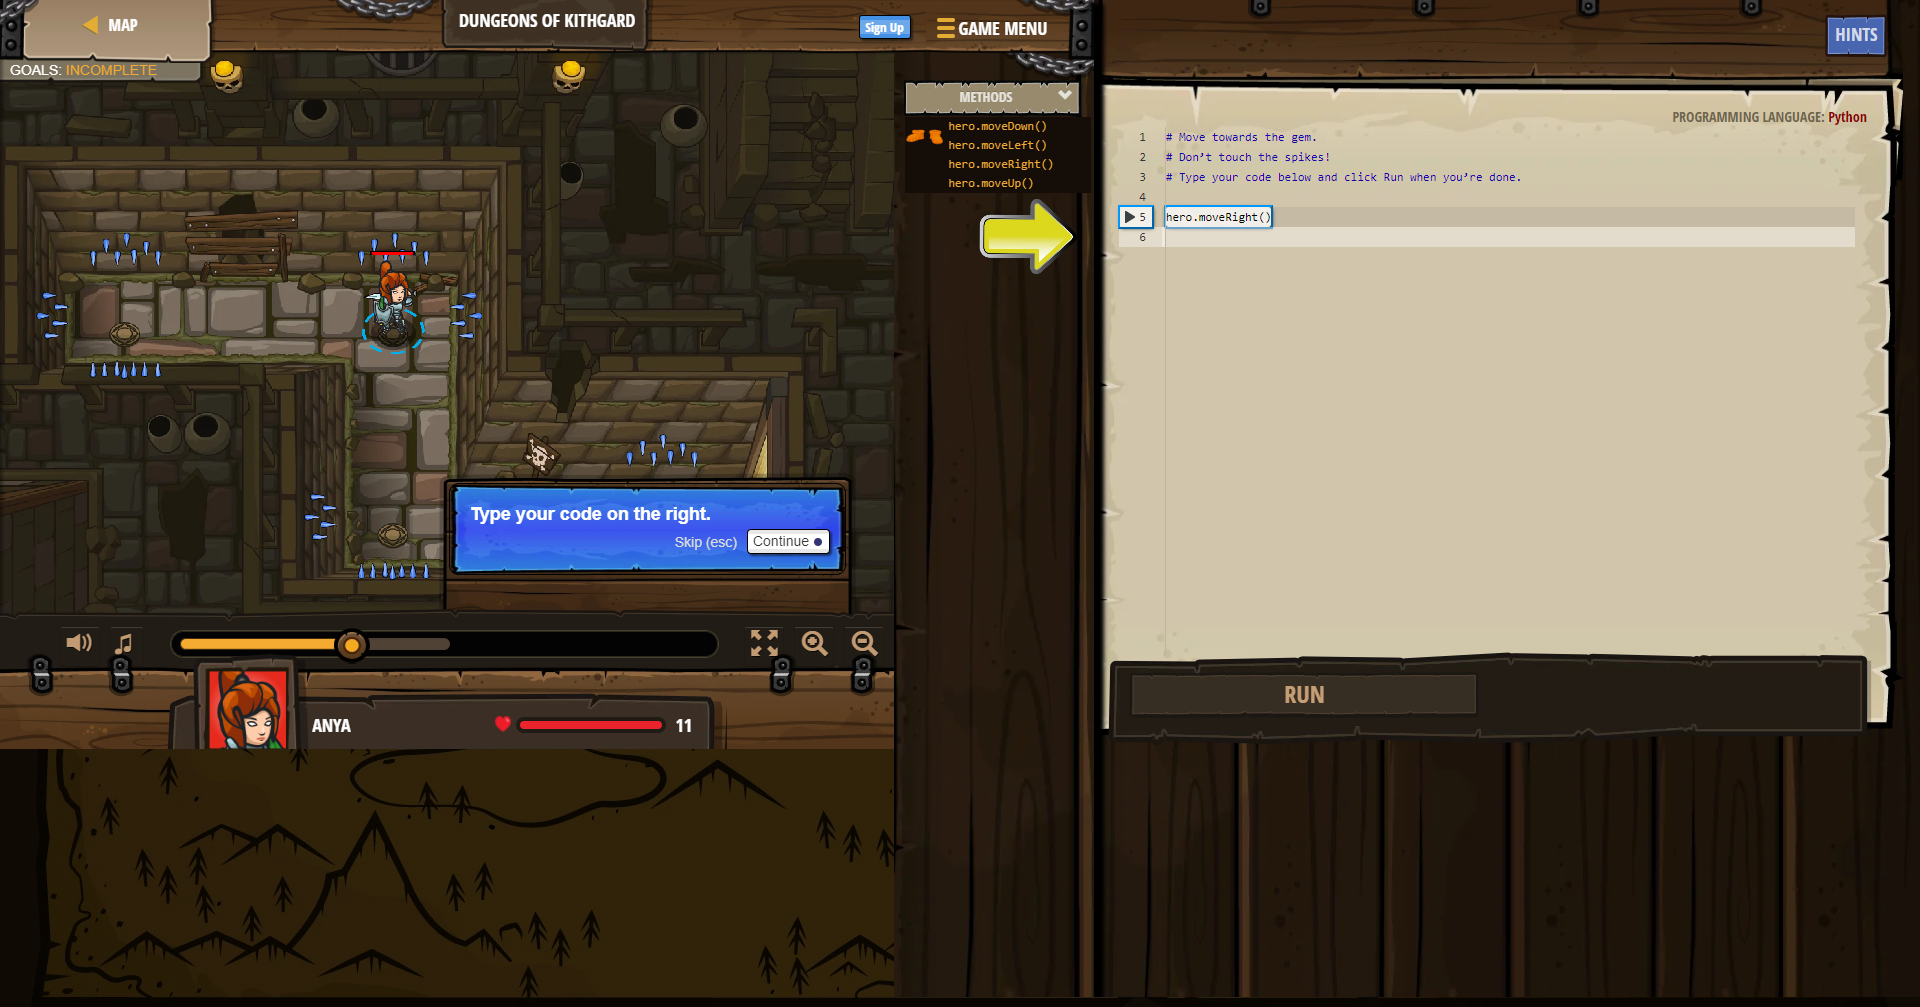 MAP
DUNGEONS OF KITHGARD
Sign Up
GAME MENU
HINTS
GOALS: INCOMPLETE
METHODS
hero.moveDown()
hero.moveLeft()
hero.moveRight()
hero.moveUp()
PROGRAMMING LANGUAGE: Python
1 # Move towards the gem.
2 # Don’t touch the spikes!
3 # Type your code below and click Run when you’re done.
4
5 hero.moveRight()
6
Type your code on the right.
Skip (esc) Continue
RUN
ANYA 11